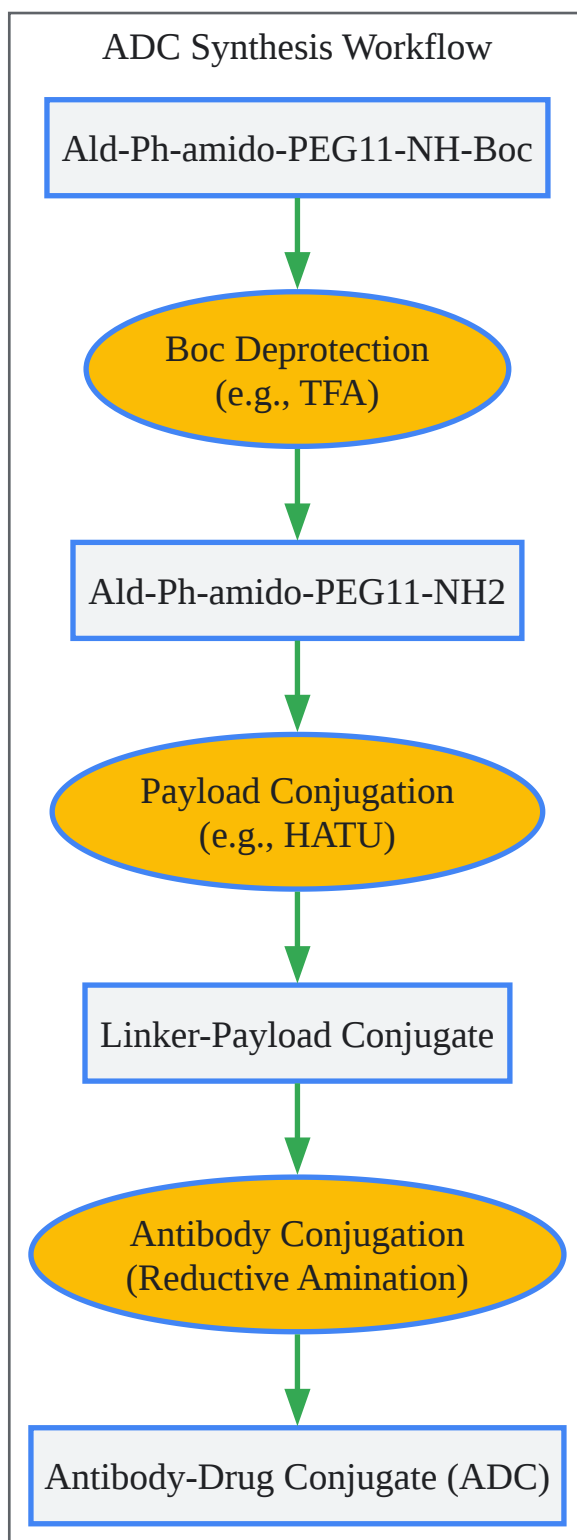 ADC Synthesis Workflow
Ald-Ph-amido-PEG11-NH-Boc
Boc Deprotection
(e.g., TFA)
Ald-Ph-amido-PEG11-NH2
Payload Conjugation
(e.g., HATU)
Linker-Payload Conjugate
Antibody Conjugation
(Reductive Amination)
Antibody-Drug Conjugate (ADC)